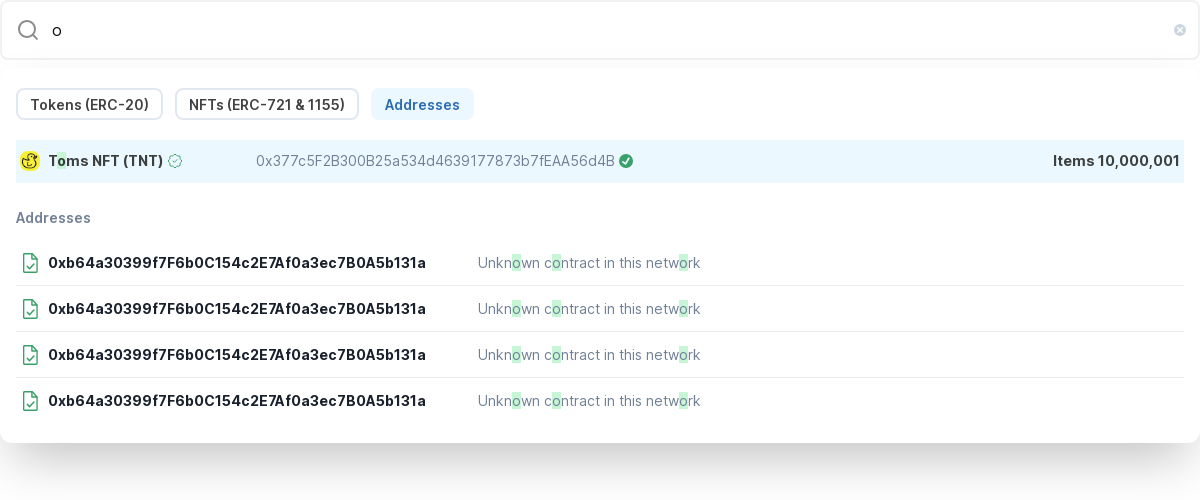 o
Tokens (ERC-20) NFTs (ERC-721 & 1155) Addresses
Toms NFT (TNT) 0x377c5F2B300B25a534d4639177873b7fEAA56d4B Items 10,000,001
Addresses
0xb64a30399f7F6b0C154c2E7Af0a3ec7B0A5b131a Unknown contract in this network
0xb64a30399f7F6b0C154c2E7Af0a3ec7B0A5b131a Unknown contract in this network
0xb64a30399f7F6b0C154c2E7Af0a3ec7B0A5b131a Unknown contract in this network
0xb64a30399f7F6b0C154c2E7Af0a3ec7B0A5b131a Unknown contract in this network